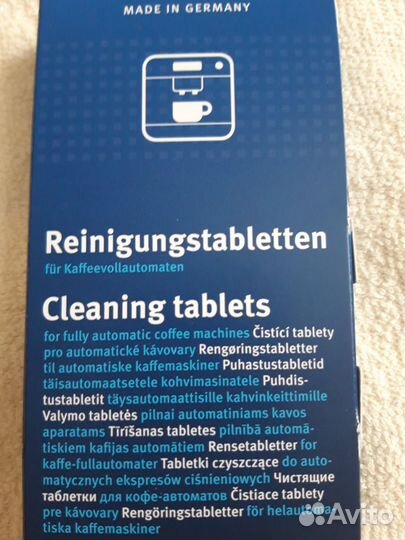 MADE IN GERMANY
Reinigungstabletten
für Kaffeevollautomaten
Cleaning tablets
for fully automatic coffee machines Čistící tablety
pro automatické kávovary Rengøringstabletter
til automatiske kaffemaskiner Puhastustabletid
täisautomaatsetele kohvimasinatele Puhdis-
tustabletit täysautomaattisille kahvinkeittimille
Valymo tabletės pilnai automatiniams kavos
aparatams Tīrīšanas tabletes pilnībā automā-
tiskiem kafijas automātiem Rensetabletter for
kaffe-fullautomater Tabletki czyszczące do auto-
matycznych ekspresów ciśnieniowych Чистящие
таблетки для кофе-автоматов Čistiace tablety
pre kávovary Rengöringstabletter för helautoma-
tiska kaffemaskiner
Avito